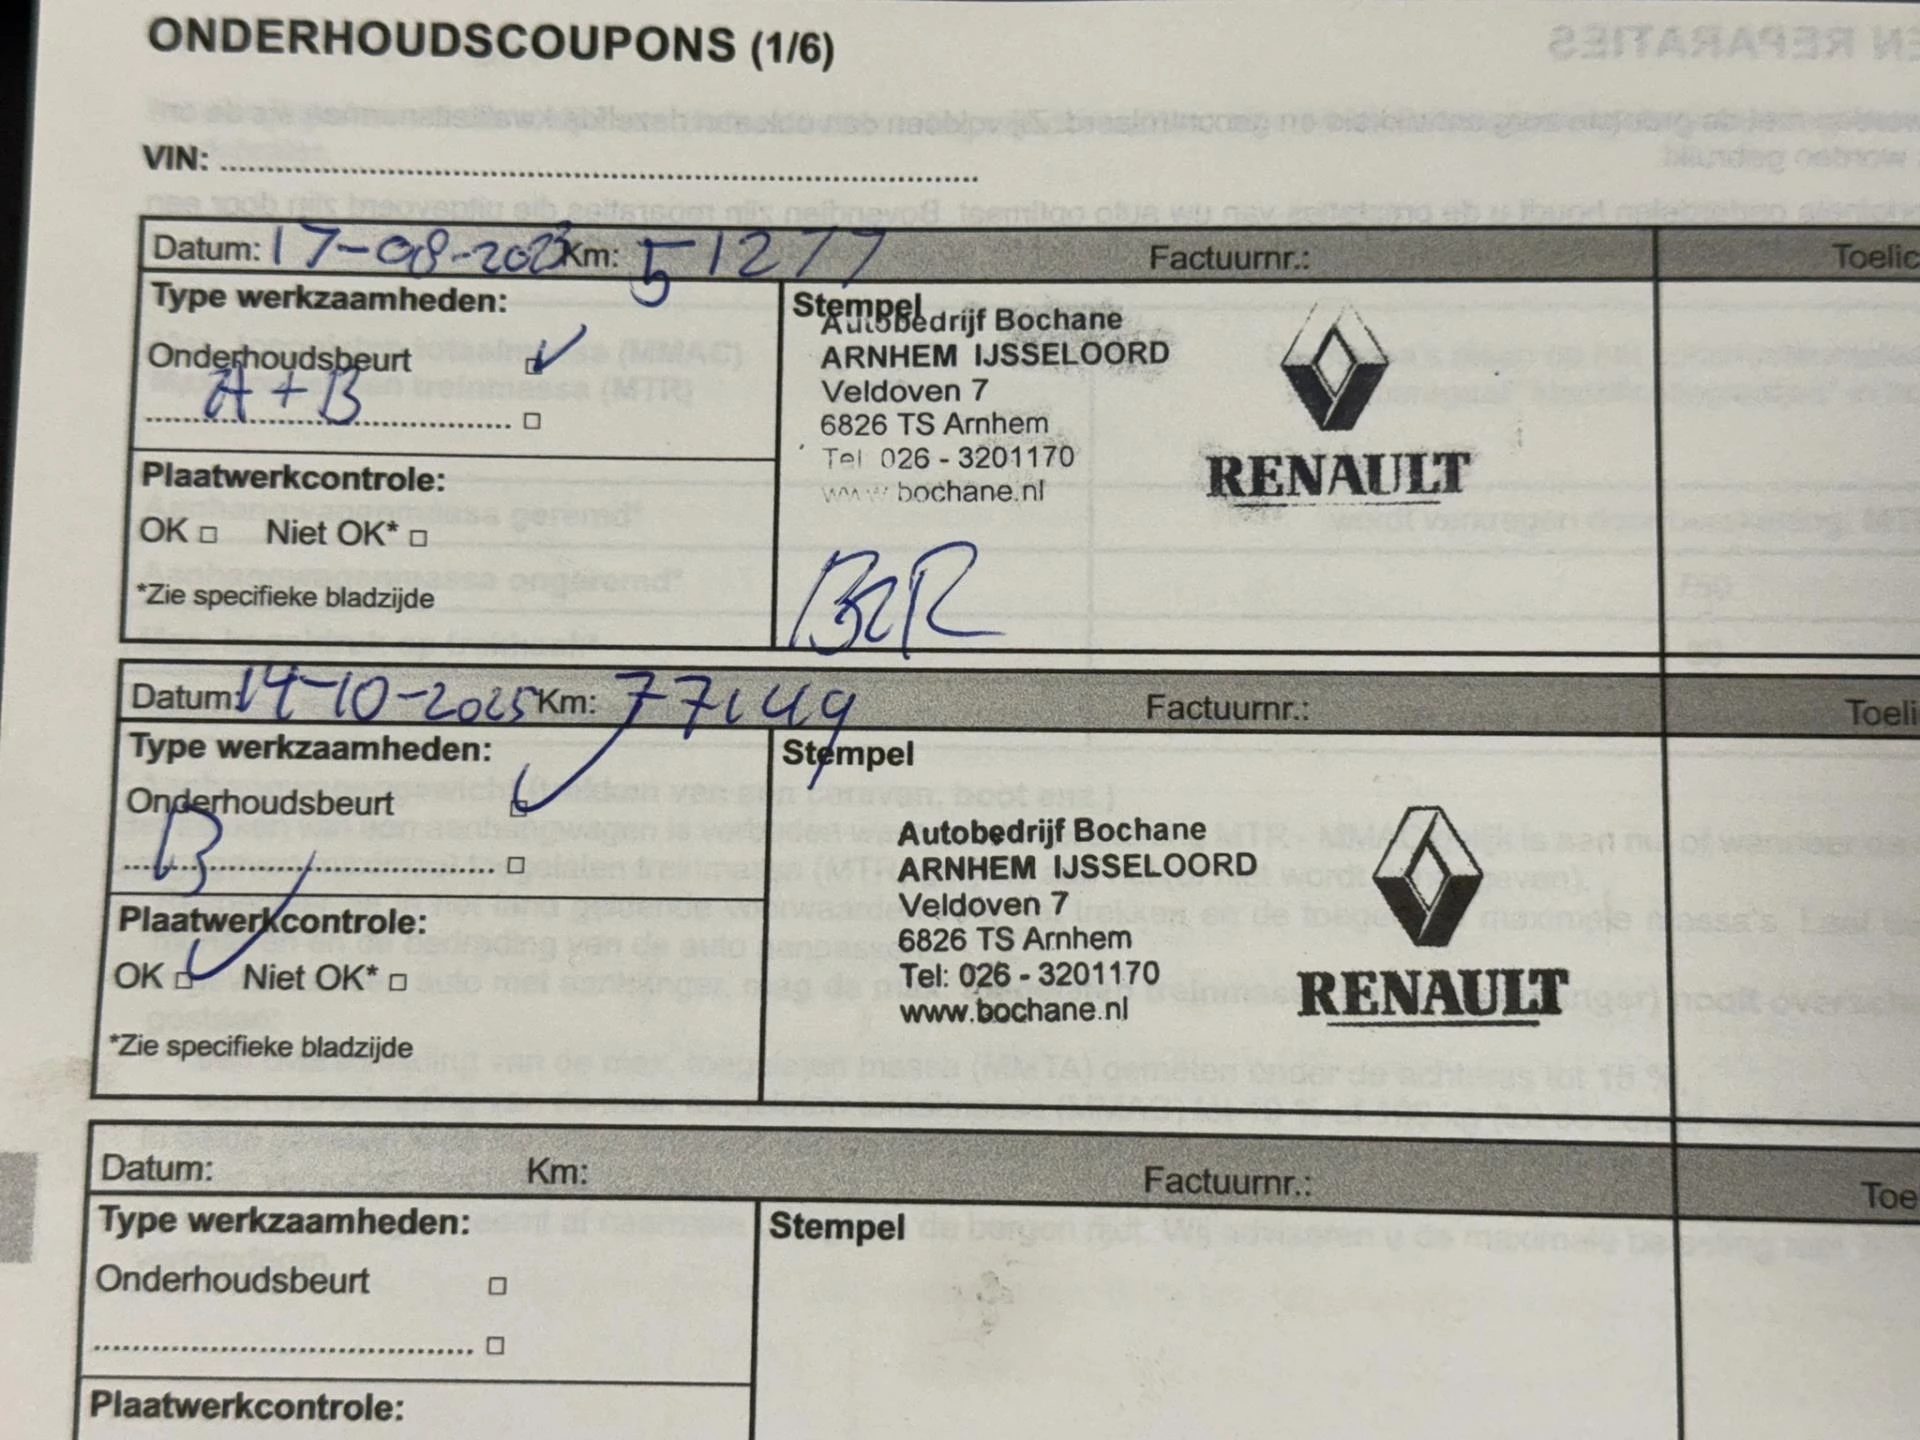 ONDERHOUDSCOUPONS (1/6)
VIN:
Datum: 17-08-2023 Km: 51277 Factuurnr.: Toelic
Type werkzaamheden:
Onderhoudsbeurt
A+B
Plaatwerkcontrole:
OK Niet OK*
*Zie specifieke bladzijde
Stempel
Autobedrijf Bochane
ARNHEM IJSSELOORD
Veldoven 7
6826 TS Arnhem
Tel 026 - 3201170
www.bochane.nl
RENAULT
Datum: 14-10-2025 Km: 77149 Factuurnr.: Toeli
Type werkzaamheden:
Onderhoudsbeurt
B
Plaatwerkcontrole:
OK Niet OK*
*Zie specifieke bladzijde
Stempel
Autobedrijf Bochane
ARNHEM IJSSELOORD
Veldoven 7
6826 TS Arnhem
Tel: 026 - 3201170
www.bochane.nl
RENAULT
Datum: Km: Factuurnr.: Toe
Type werkzaamheden:
Onderhoudsbeurt
Plaatwerkcontrole:
Stempel